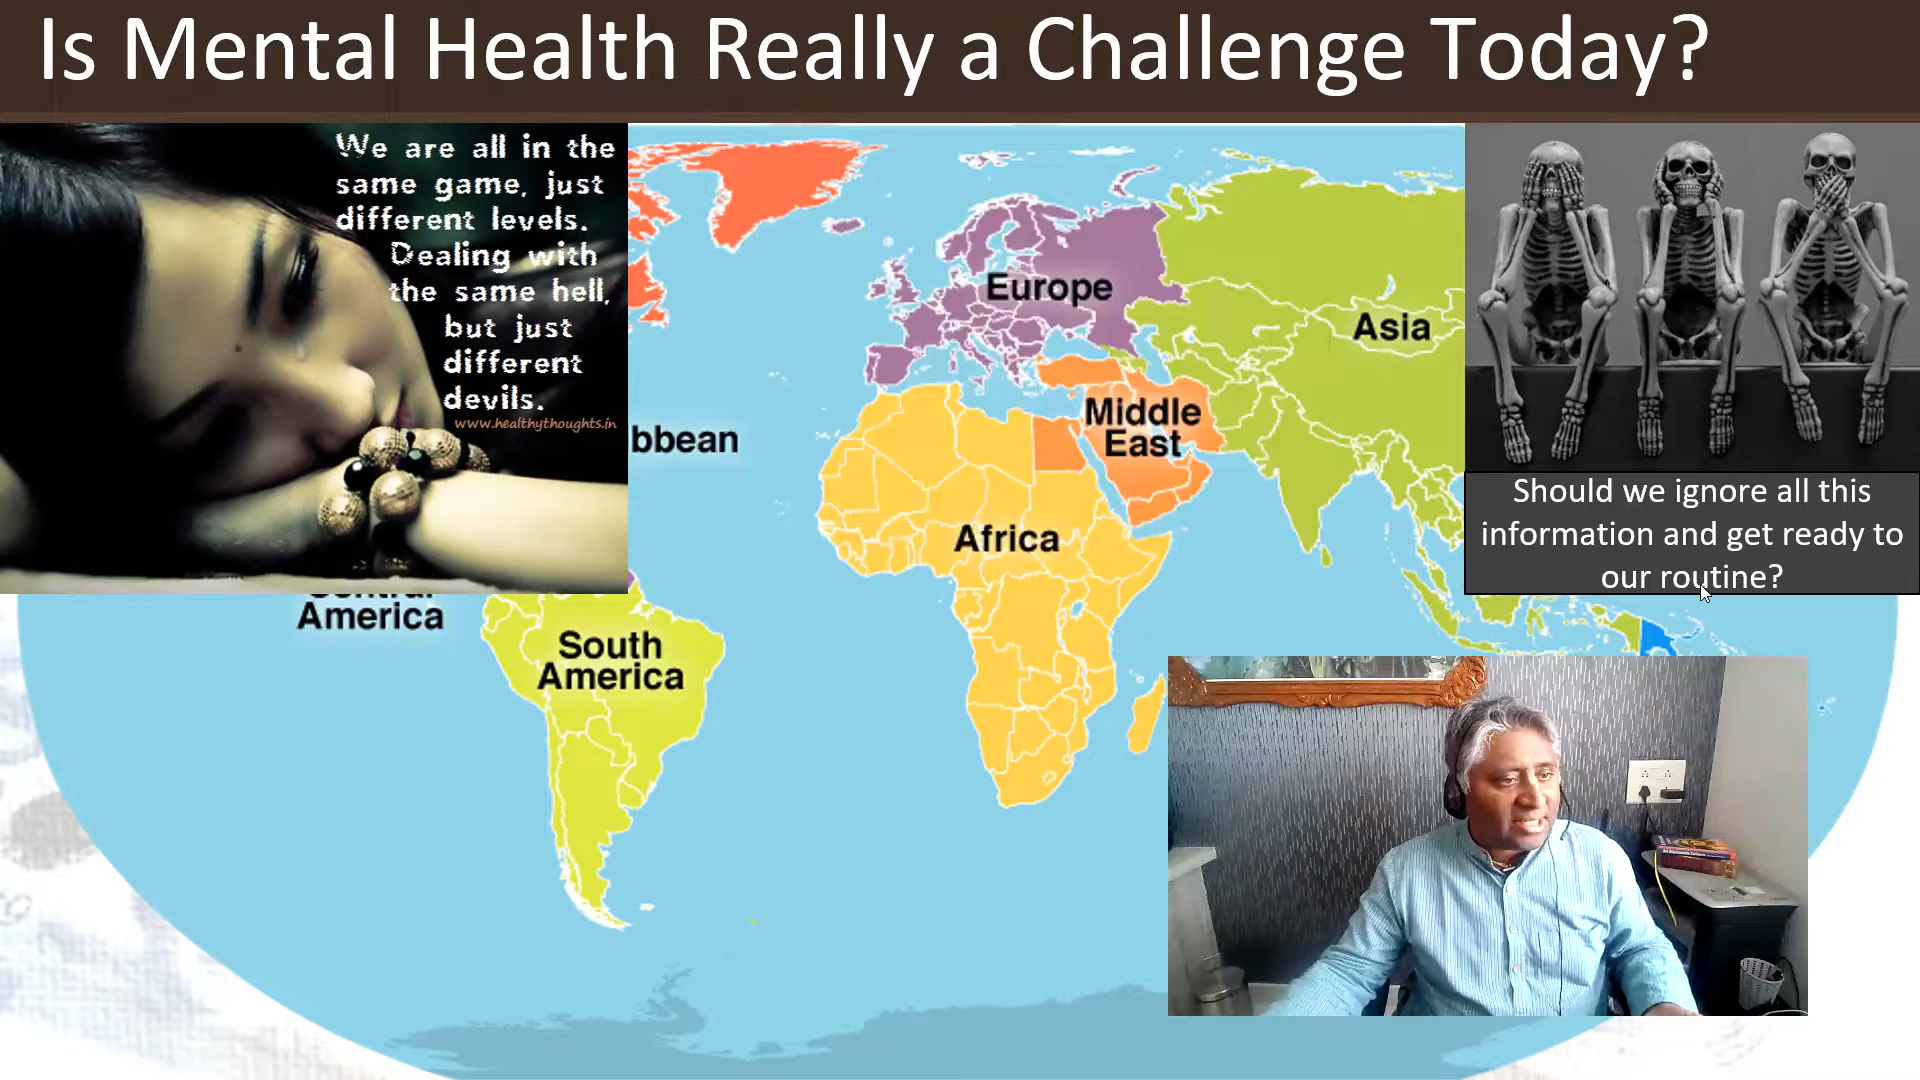 Is Mental Health Really a Challenge Today?
We are all in the
same game, just
different levels.
Dealing with
the same hell,
but just
different
devils.
www.healthythoughts.in
Europe
Asia
Middle
East
bbean
Africa
Central
America
South
America
Should we ignore all this
information and get ready to
our routine?